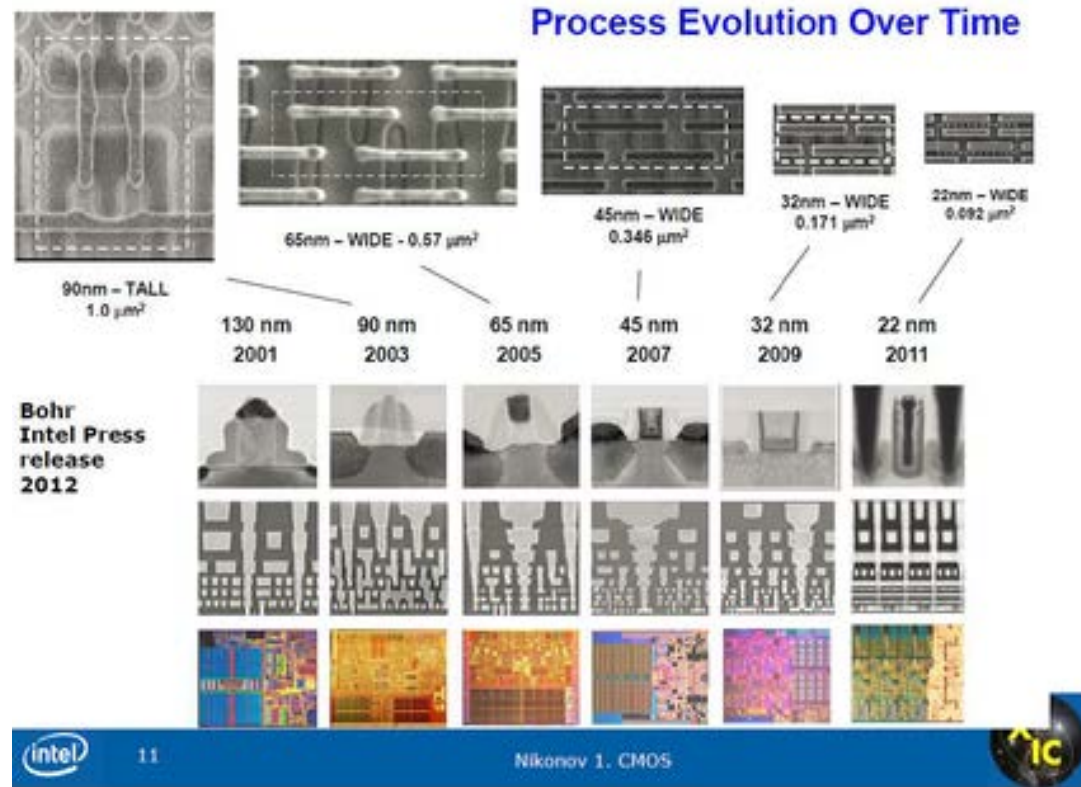 Process Evolution Over Time
90nm – TALL
1.0 μm²
65nm – WIDE - 0.57 μm²
45nm – WIDE
0.346 μm²
32nm – WIDE
0.171 μm²
22nm – WIDE
0.092 μm²
130 nm
2001
90 nm
2003
65 nm
2005
45 nm
2007
32 nm
2009
22 nm
2011
Bohr
Intel Press
release
2012
intel
11
Nikonov 1. CMOS
IC